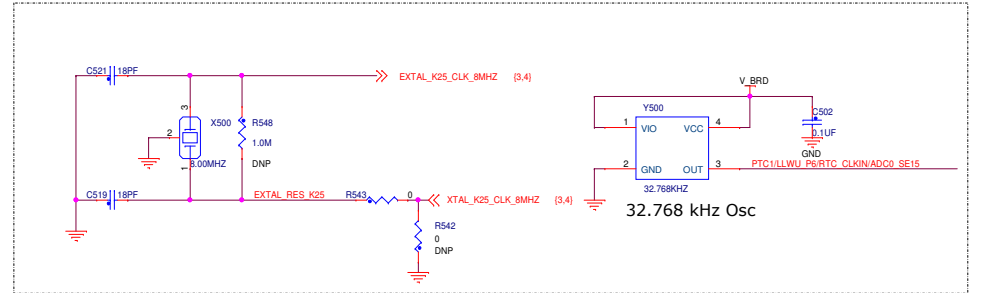 C521 18PF
EXTAL_K25_CLK_8MHZ {3,4}
3
X500
2
8.00MHZ
1
R548
1.0M
DNP
C519 18PF
EXTAL_RES_K25
R543
0
XTAL_K25_CLK_8MHZ {3,4}
R542
0
DNP
V_BRD
Y500
C502
0.1UF
GND
1 VIO VCC 4
2 GND OUT 3
PTC1/LLWU_P6/RTC_CLKIN/ADC0_SE15
32.768KHZ
32.768 kHz Osc